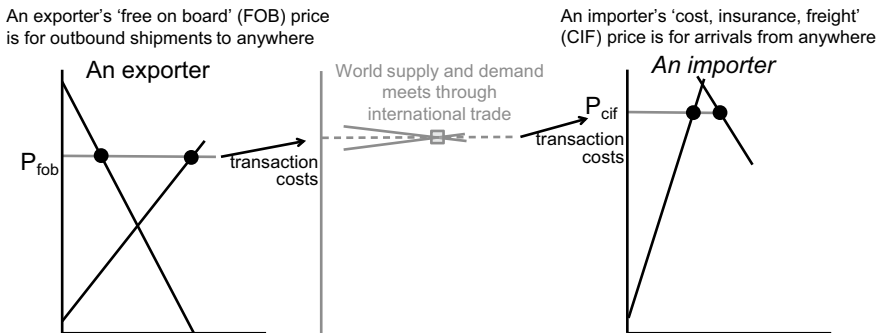 An exporter's 'free on board' (FOB) price
is for outbound shipments to anywhere
An exporter
P_fob
transaction
costs
World supply and demand
meets through
international trade
An importer's 'cost, insurance, freight'
(CIF) price is for arrivals from anywhere
An importer
P_cif
transaction
costs